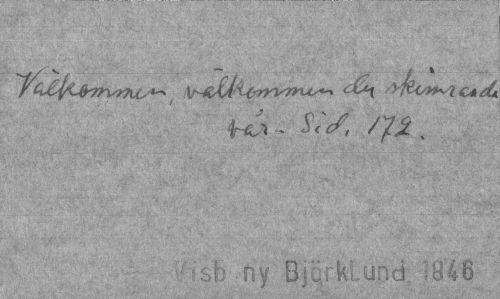 Välkommen, välkommen du skimrande
vår. Sid. 172.
Visb ny BjörkLund 1846